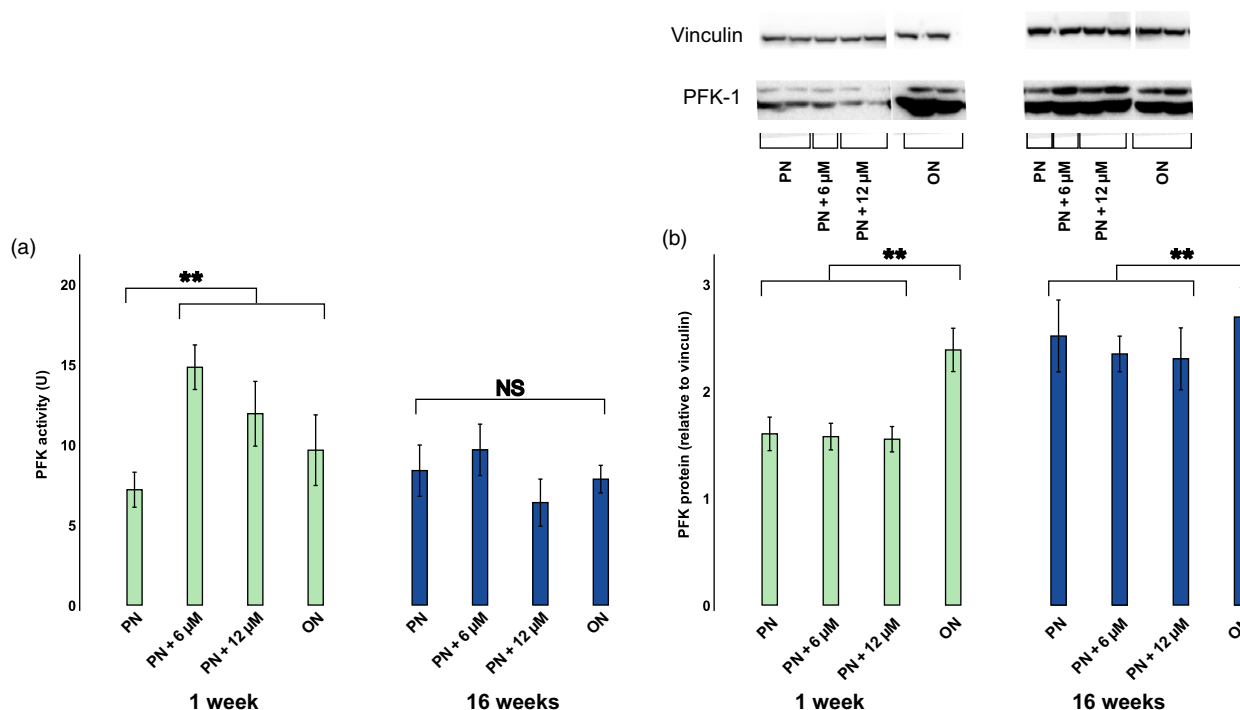 Vinculin
PFK-1
PN
PN + 6 µM
PN + 12 µM
ON
PN
PN + 6 µM
PN + 12 µM
ON
(a)
PFK activity (U)
20
15
10
5
0
**
NS
PN
PN + 6 µM
PN + 12 µM
ON
PN
PN + 6 µM
PN + 12 µM
ON
1 week
16 weeks
(b)
PFK protein (relative to vinculin)
3
2
1
0
**
**
PN
PN + 6 µM
PN + 12 µM
ON
PN
PN + 6 µM
PN + 12 µM
ON
1 week
16 weeks